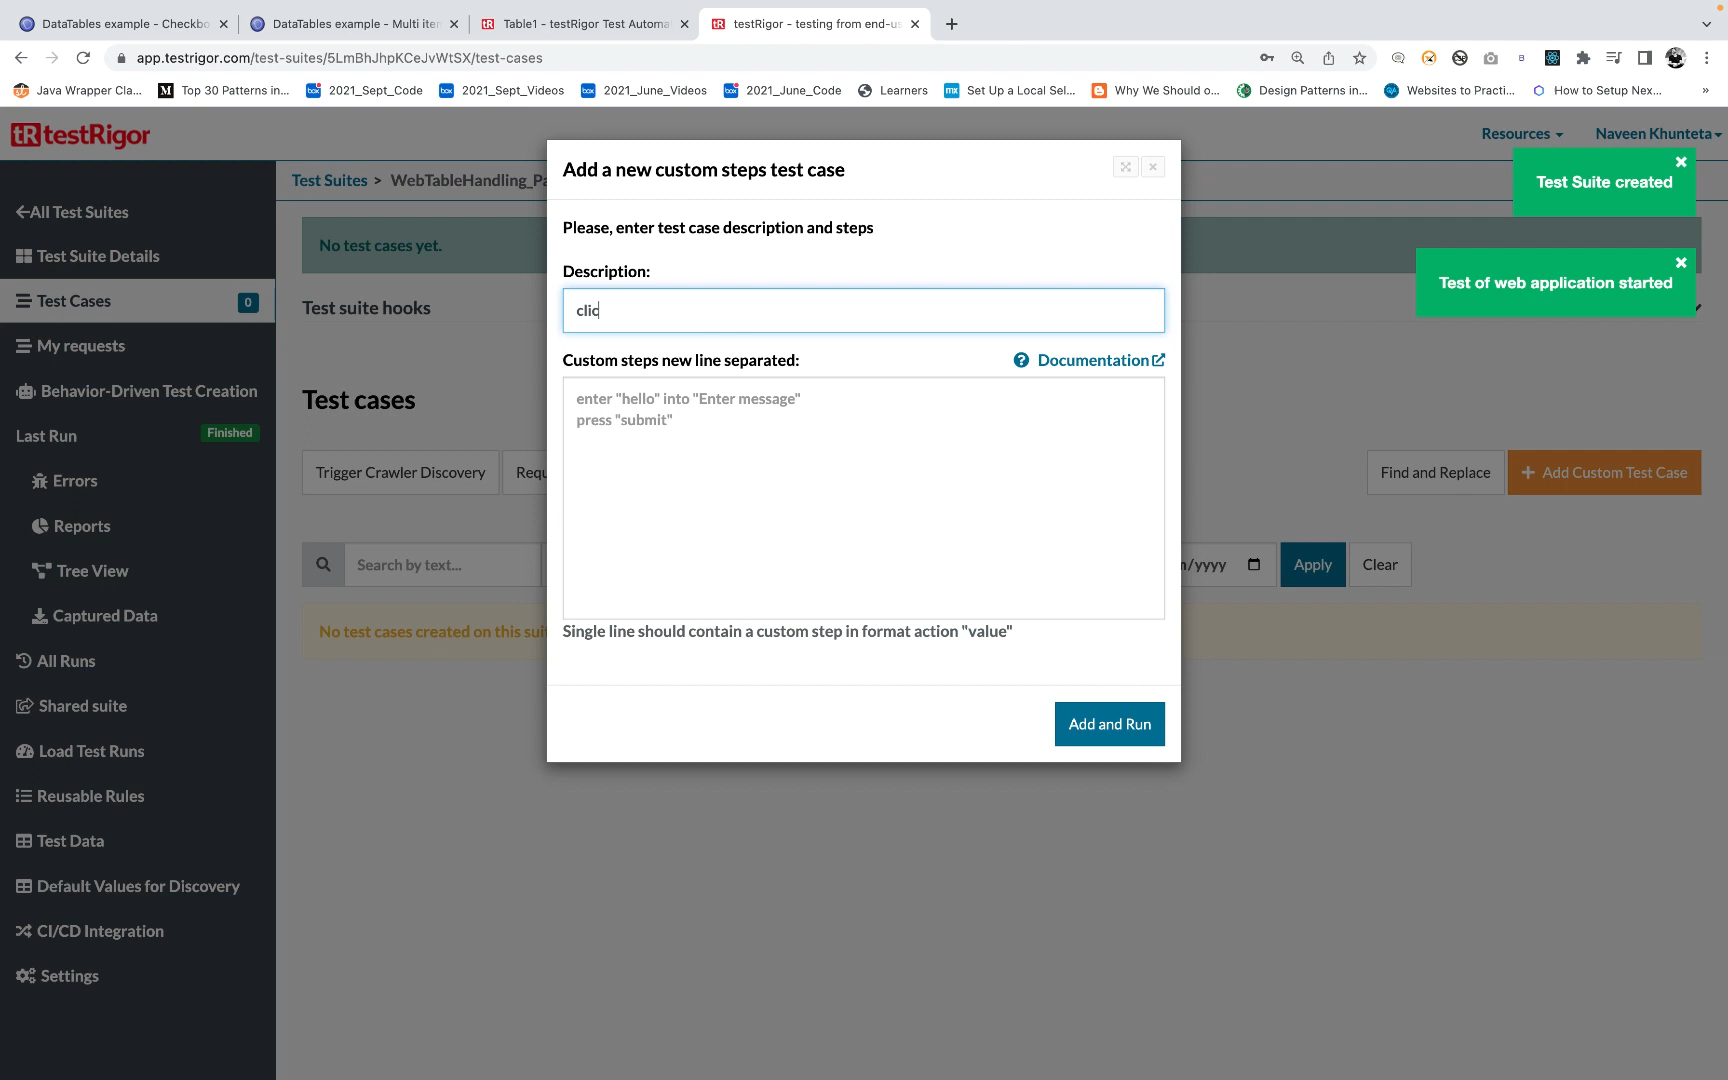 DataTables example - Checkbo
DataTables example - Multi iter
Table1 - testRigor Test Automa
testRigor - testing from end-us
app.testrigor.com/test-suites/5LmBhJhpKCeJvWtSX/test-cases
Java Wrapper Cla...
Top 30 Patterns in...
2021_Sept_Code
2021_Sept_Videos
2021_June_Videos
2021_June_Code
Learners
Set Up a Local Sel...
Why We Should o...
Design Patterns in...
Websites to Practi...
How to Setup Nex...
»
tR testRigor
Resources
Naveen Khunteta
Test Suites > WebTableHandling_Pa
Test Suite created
Test of web application started
All Test Suites
Test Suite Details
Test Cases 0
My requests
Behavior-Driven Test Creation
Last Run Finished
Errors
Reports
Tree View
Captured Data
All Runs
Shared suite
Load Test Runs
Reusable Rules
Test Data
Default Values for Discovery
CI/CD Integration
Settings
No test cases yet.
Test suite hooks
Test cases
Trigger Crawler Discovery
Requ
Find and Replace
+ Add Custom Test Case
Search by text...
m/yyyy
Apply
Clear
No test cases created on this suit
Add a new custom steps test case
Please, enter test case description and steps
Description:
clic
Custom steps new line separated:
Documentation
enter "hello" into "Enter message"
press "submit"
Single line should contain a custom step in format action "value"
Add and Run